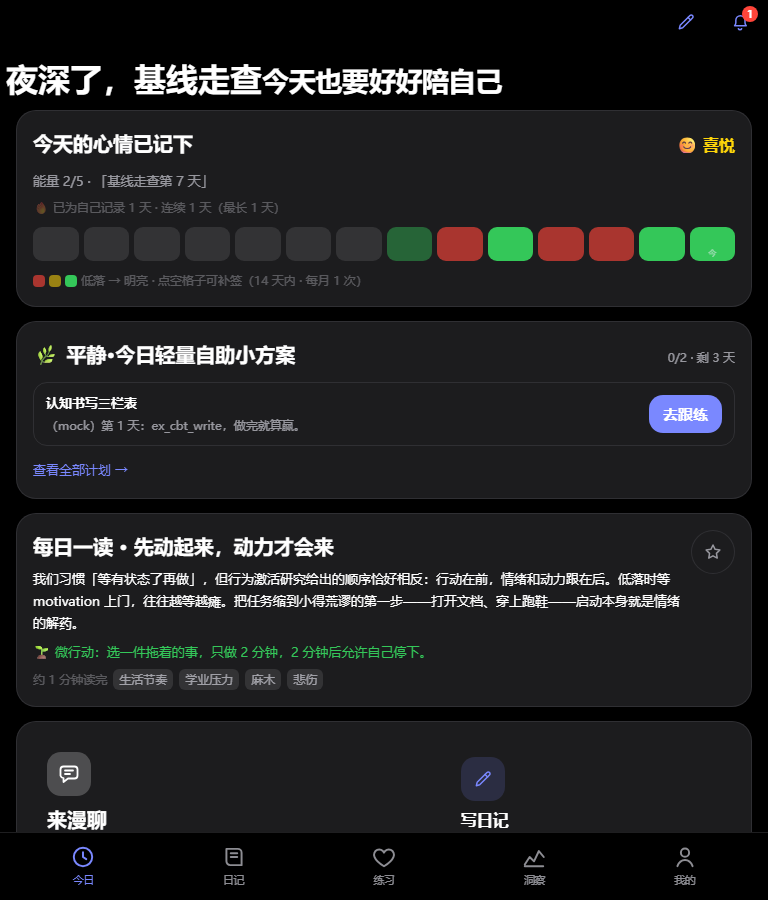 1
夜深了，基线走查今天也要好好陪自己
今天的心情已记下
😊 喜悦
能量 2/5 · 「基线走查第 7 天」
已为自己记录 1 天 · 连续 1 天（最长 1 天）
今
低落 → 明亮 · 点空格子可补签（14 天内 · 每月 1 次）
平静·今日轻量自助小方案
0/2 · 剩 3 天
认知书写三栏表
（mock）第 1 天：ex_cbt_write，做完就算赢。
去跟练
查看全部计划 →
每日一读 • 先动起来，动力才会来
我们习惯「等有状态了再做」，但行为激活研究给出的顺序恰好相反：行动在前，情绪和动力跟在后。低落时等
motivation 上门，往往越等越瘫。把任务缩到小得荒谬的第一步——打开文档、穿上跑鞋——启动本身就是情绪
的解药。
微行动：选一件拖着的事，只做 2 分钟，2 分钟后允许自己停下。
约 1 分钟读完 生活节奏 学业压力 麻木 悲伤
来漫聊
写日记
今日
日记
练习
洞察
我的